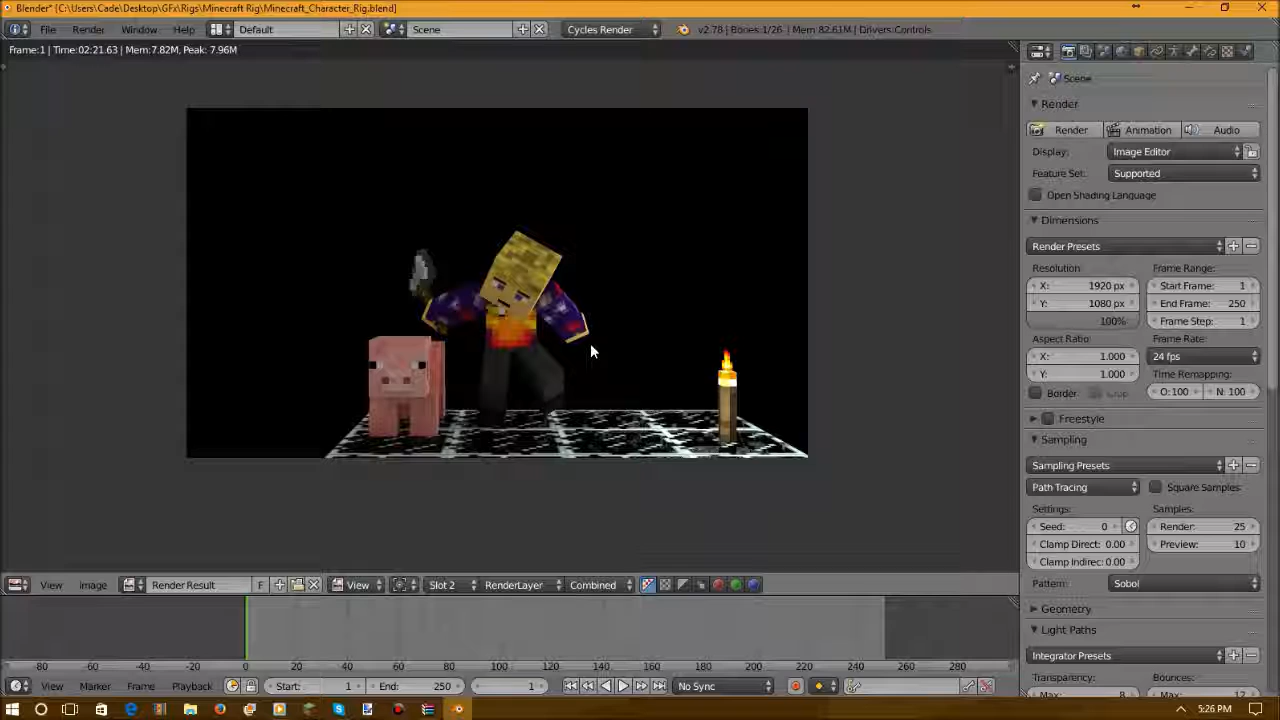 Blender* [C:\Users\Cade\Desktop\GFx\Rigs\Minecraft Rig\Minecraft_Character_Rig.blend]
File Render Window Help Default Scene Cycles Render v2.78 | Bones:1/26 | Mem:82.61M | Drivers:Controls
Frame:1 | Time:02:21.63 | Mem:7.82M, Peak: 7.96M
Scene
Render
Render Animation Audio
Display: Image Editor
Feature Set: Supported
Open Shading Language
Dimensions
Render Presets
Resolution: Frame Range:
X: 1920 px Start Frame: 1
Y: 1080 px End Frame: 250
100% Frame Step: 1
Aspect Ratio: Frame Rate:
X: 1.000 24 fps
Y: 1.000 Time Remapping:
Border O:100 N: 100
Freestyle
Sampling
Sampling Presets
Path Tracing Square Samples
Settings: Samples:
Seed: 0 Render: 25
Clamp Direct: 0.00 Preview: 10
Clamp Indirec: 0.00
Pattern: Sobol
Geometry
Light Paths
Integrator Presets
Transparency: Bounces:
Max: 8 Max: 12
View Image Render Result F View Slot 2 RenderLayer Combined
-80 -60 -40 -20 0 20 40 60 80 100 120 140 160 180 200 220 240 260 280
View Marker Frame Playback Start: 1 End: 250 1 No Sync
5:26 PM